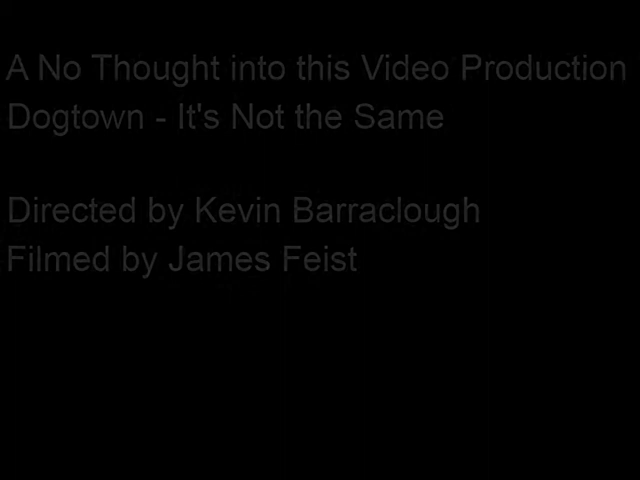 A No Thought into this Video Production
Dogtown - It's Not the Same
Directed by Kevin Barraclough
Filmed by James Feist